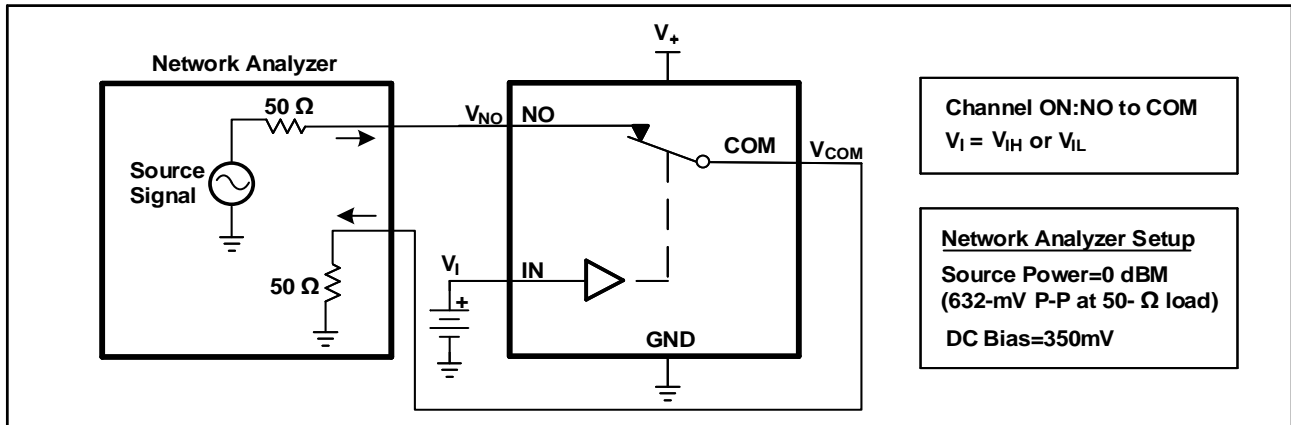 V+
Network Analyzer
50 Ω
VNO
NO
COM
VCOM
Source
Signal
50 Ω
VI
IN
+
GND
Channel ON:NO to COM
VI = VIH or VIL
Network Analyzer Setup
Source Power=0 dBM
(632-mV P-P at 50- Ω load)
DC Bias=350mV